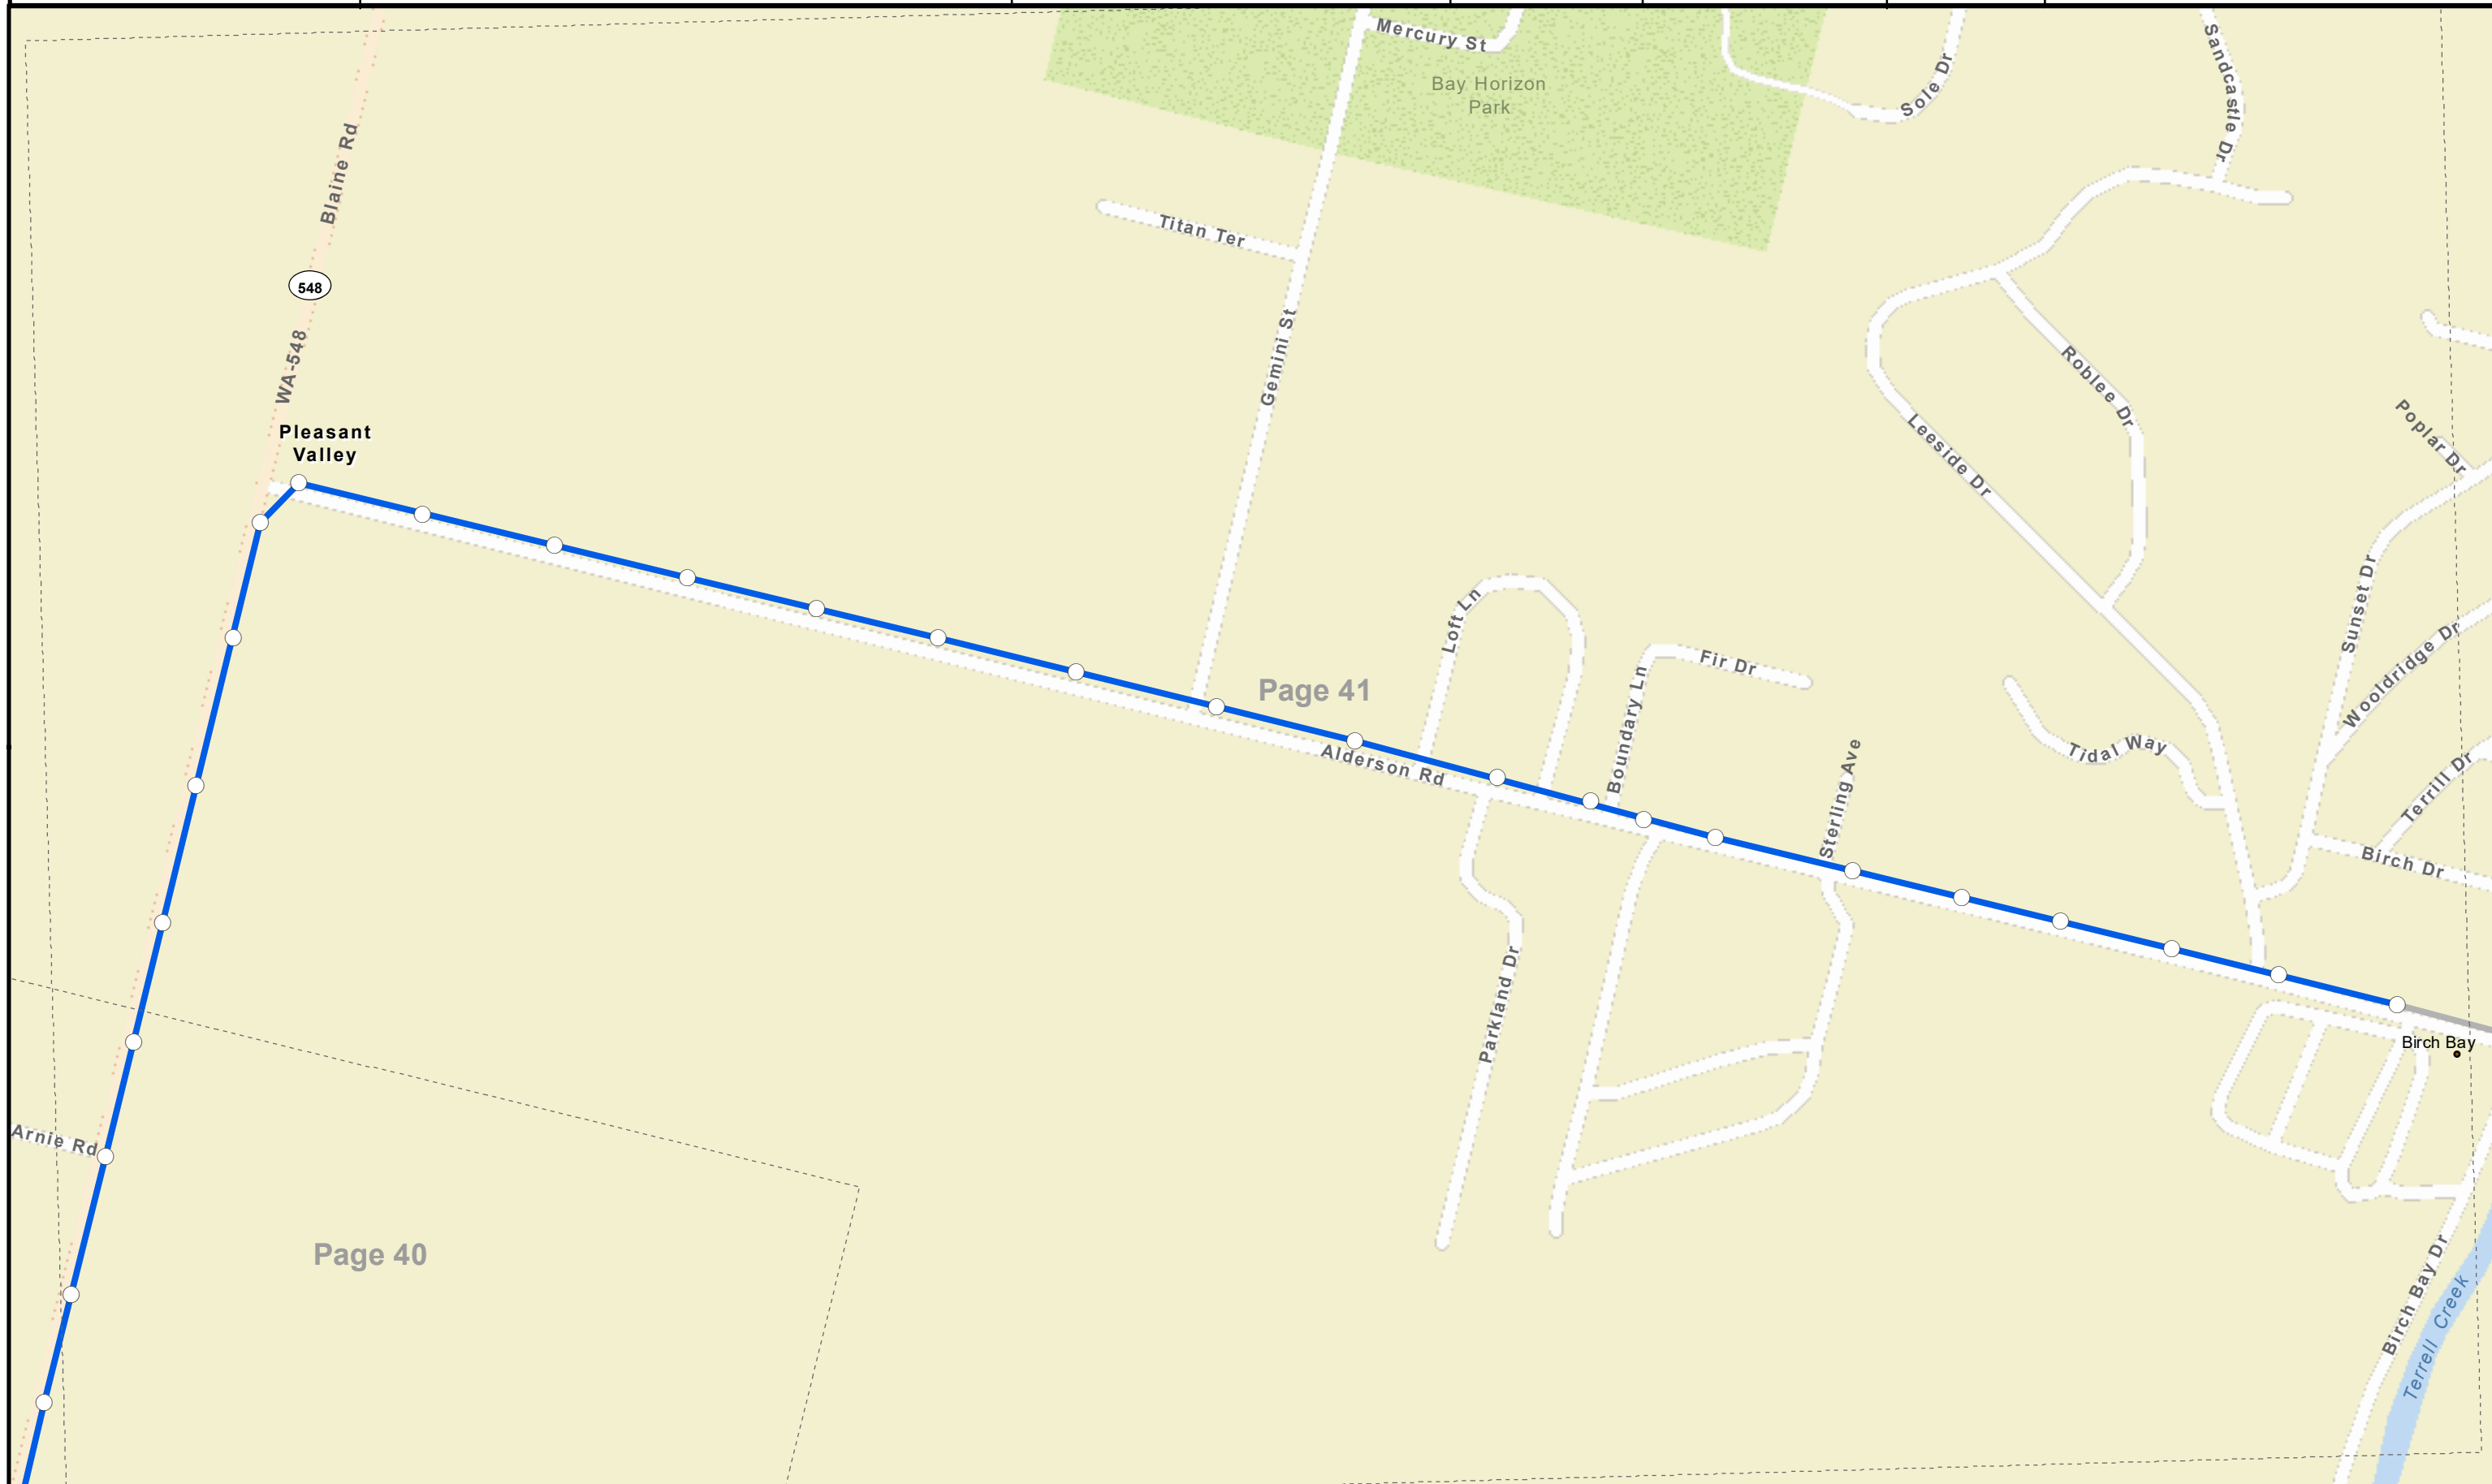 Mercury St
Bay Horizon
Park
Sole Dr
Sandcastle Dr
Blaine Rd
Titan Ter
548
WA-548
Gemini St
Roblee Dr
Leeside Dr
Poplar Dr
Pleasant
Valley
Loft Ln
Fir Dr
Boundary Ln
Sunset Dr
Wooldridge Dr
Page 41
Alderson Rd
Sterling Ave
Tidal Way
Terrill Dr
Birch Dr
Parkland Dr
Birch Bay
Arnie Rd
Page 40
Birch Bay Dr
Terrell Creek